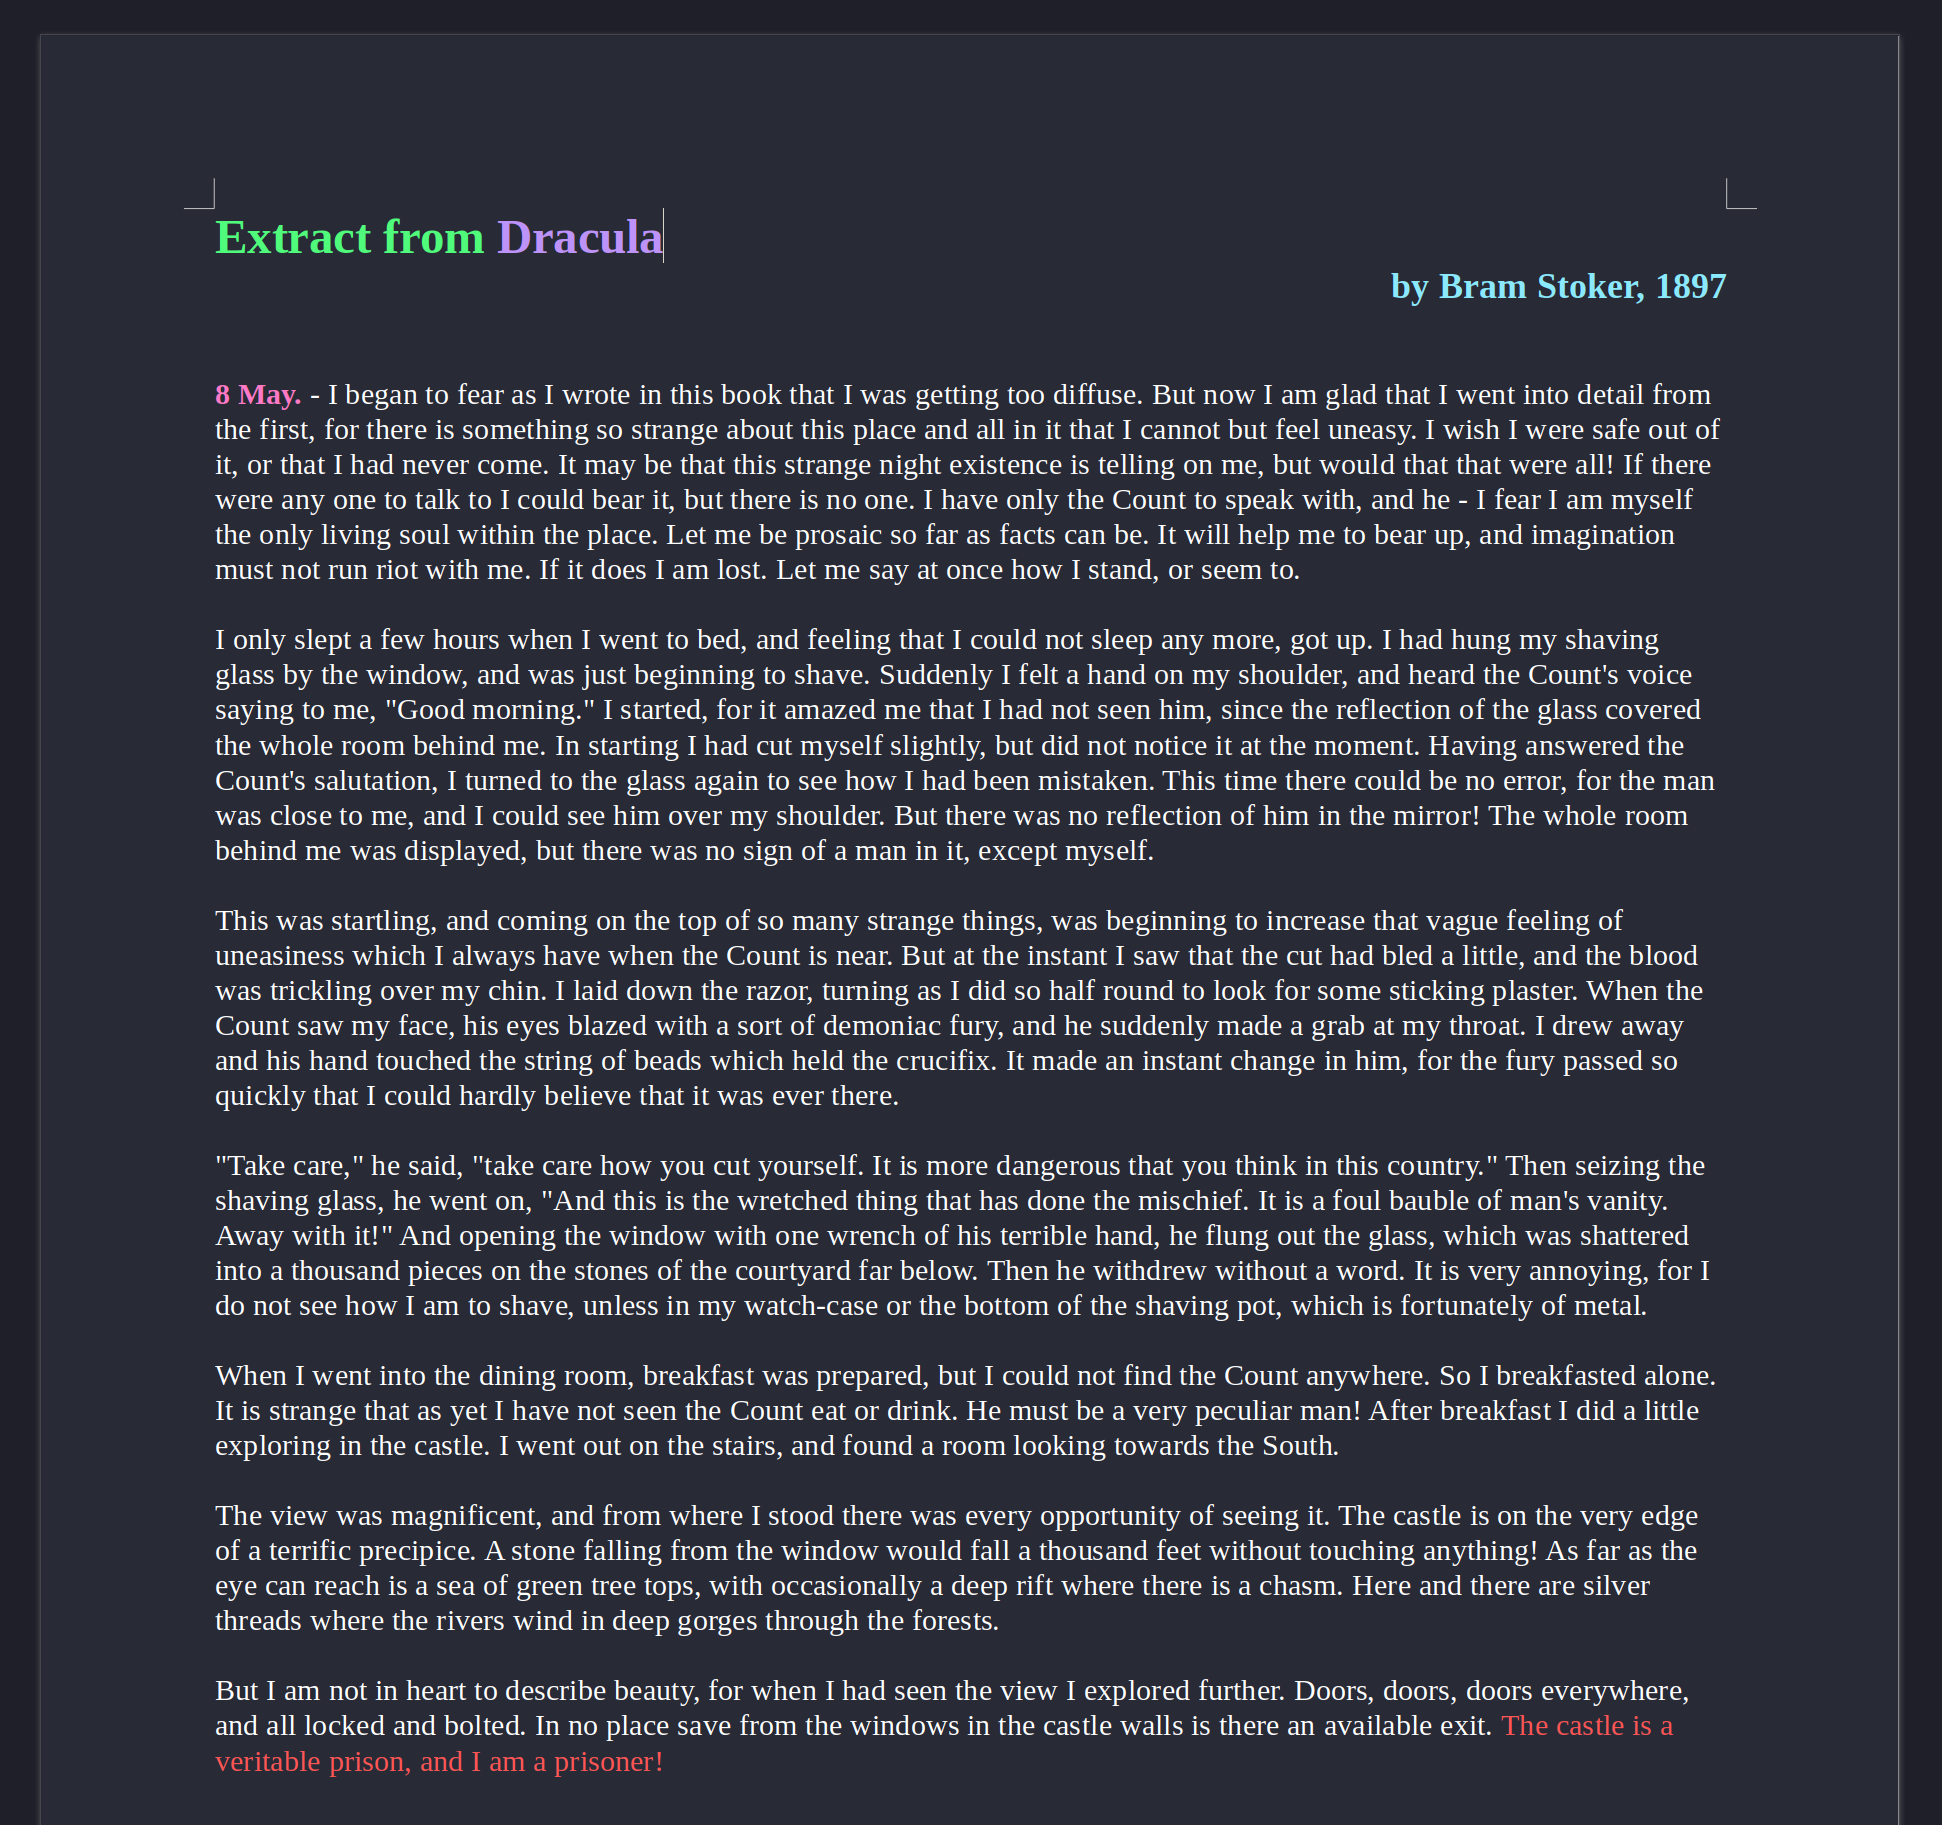 Extract from Dracula
by Bram Stoker, 1897
8 May. - I began to fear as I wrote in this book that I was getting too diffuse. But now I am glad that I went into detail from
the first, for there is something so strange about this place and all in it that I cannot but feel uneasy. I wish I were safe out of
it, or that I had never come. It may be that this strange night existence is telling on me, but would that that were all! If there
were any one to talk to I could bear it, but there is no one. I have only the Count to speak with, and he - I fear I am myself
the only living soul within the place. Let me be prosaic so far as facts can be. It will help me to bear up, and imagination
must not run riot with me. If it does I am lost. Let me say at once how I stand, or seem to.
I only slept a few hours when I went to bed, and feeling that I could not sleep any more, got up. I had hung my shaving
glass by the window, and was just beginning to shave. Suddenly I felt a hand on my shoulder, and heard the Count's voice
saying to me, "Good morning." I started, for it amazed me that I had not seen him, since the reflection of the glass covered
the whole room behind me. In starting I had cut myself slightly, but did not notice it at the moment. Having answered the
Count's salutation, I turned to the glass again to see how I had been mistaken. This time there could be no error, for the man
was close to me, and I could see him over my shoulder. But there was no reflection of him in the mirror! The whole room
behind me was displayed, but there was no sign of a man in it, except myself.
This was startling, and coming on the top of so many strange things, was beginning to increase that vague feeling of
uneasiness which I always have when the Count is near. But at the instant I saw that the cut had bled a little, and the blood
was trickling over my chin. I laid down the razor, turning as I did so half round to look for some sticking plaster. When the
Count saw my face, his eyes blazed with a sort of demoniac fury, and he suddenly made a grab at my throat. I drew away
and his hand touched the string of beads which held the crucifix. It made an instant change in him, for the fury passed so
quickly that I could hardly believe that it was ever there.
"Take care," he said, "take care how you cut yourself. It is more dangerous that you think in this country." Then seizing the
shaving glass, he went on, "And this is the wretched thing that has done the mischief. It is a foul bauble of man's vanity.
Away with it!" And opening the window with one wrench of his terrible hand, he flung out the glass, which was shattered
into a thousand pieces on the stones of the courtyard far below. Then he withdrew without a word. It is very annoying, for I
do not see how I am to shave, unless in my watch-case or the bottom of the shaving pot, which is fortunately of metal.
When I went into the dining room, breakfast was prepared, but I could not find the Count anywhere. So I breakfasted alone.
It is strange that as yet I have not seen the Count eat or drink. He must be a very peculiar man! After breakfast I did a little
exploring in the castle. I went out on the stairs, and found a room looking towards the South.
The view was magnificent, and from where I stood there was every opportunity of seeing it. The castle is on the very edge
of a terrific precipice. A stone falling from the window would fall a thousand feet without touching anything! As far as the
eye can reach is a sea of green tree tops, with occasionally a deep rift where there is a chasm. Here and there are silver
threads where the rivers wind in deep gorges through the forests.
But I am not in heart to describe beauty, for when I had seen the view I explored further. Doors, doors, doors everywhere,
and all locked and bolted. In no place save from the windows in the castle walls is there an available exit. The castle is a
veritable prison, and I am a prisoner!